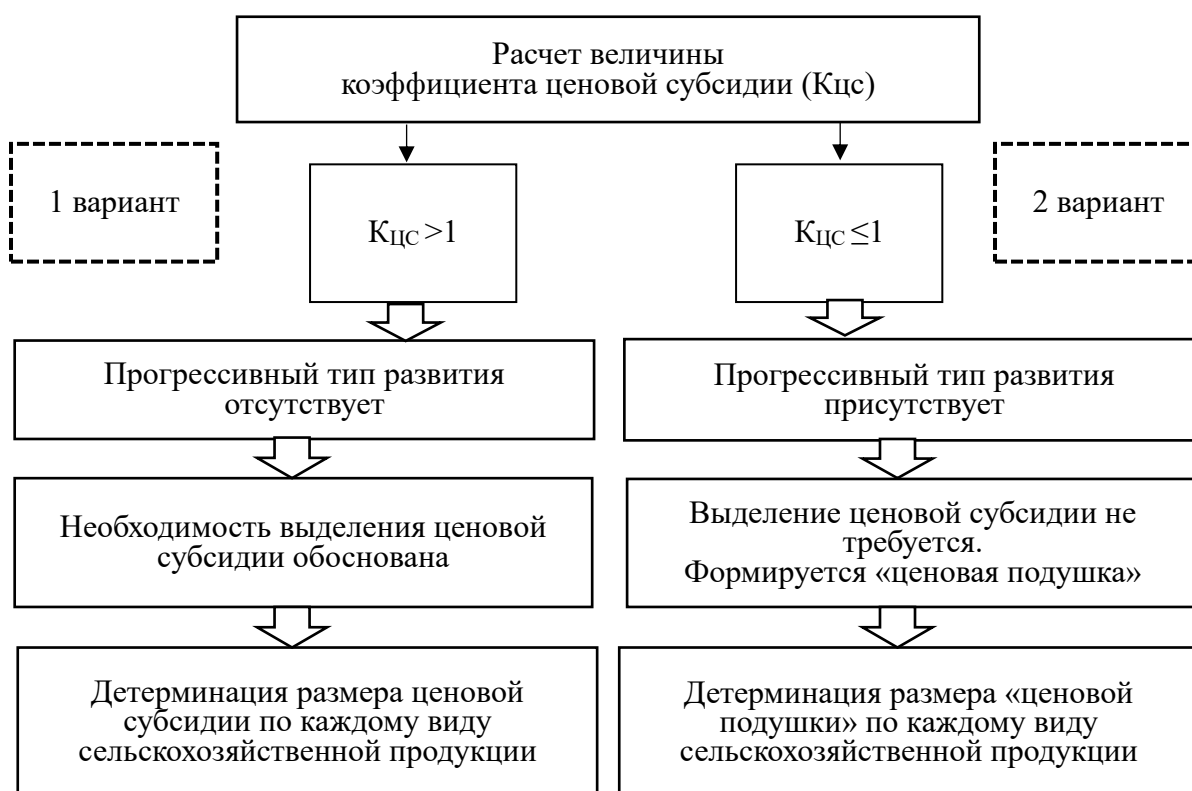 Расчет величины
коэффициента ценовой субсидии (Кцс)
1 вариант
КЦС >1
КЦС ≤1
2 вариант
Прогрессивный тип развития
отсутствует
Прогрессивный тип развития
присутствует
Необходимость выделения ценовой
субсидии обоснована
Выделение ценовой субсидии не
требуется.
Формируется «ценовая подушка»
Детерминация размера ценовой
субсидии по каждому виду
сельскохозяйственной продукции
Детерминация размера «ценовой
подушки» по каждому виду
сельскохозяйственной продукции